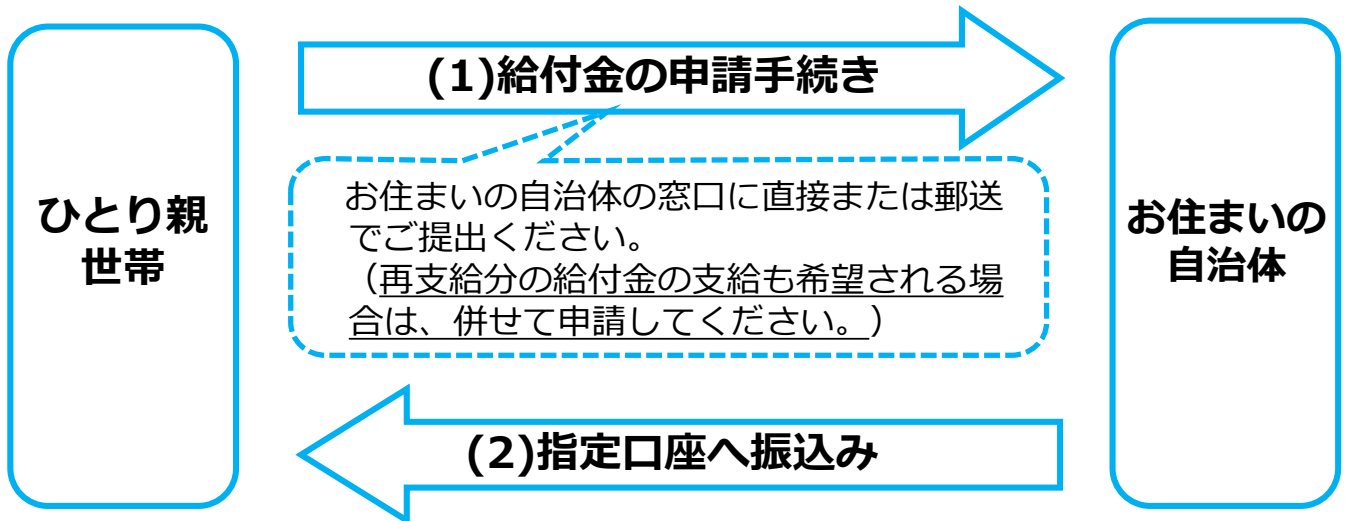 (1)給付金の申請手続き
ひとり親
世帯
お住まいの自治体の窓口に直接または郵送
でご提出ください。
（再支給分の給付金の支給も希望される場
合は、併せて申請してください。）
お住まいの
自治体
(2)指定口座へ振込み